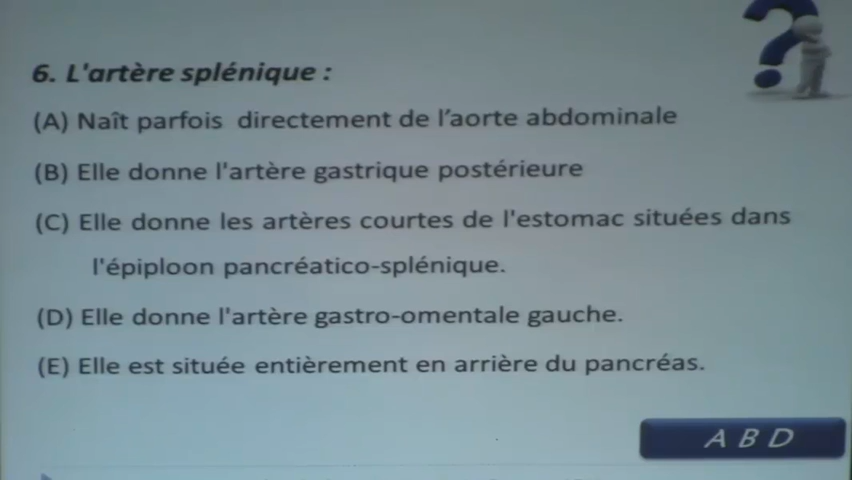 6. L'artère splénique :
(A) Naît parfois directement de l’aorte abdominale
(B) Elle donne l'artère gastrique postérieure
(C) Elle donne les artères courtes de l'estomac situées dans
l'épiploon pancréatico-splénique.
(D) Elle donne l'artère gastro-omentale gauche.
(E) Elle est située entièrement en arrière du pancréas.
A B D